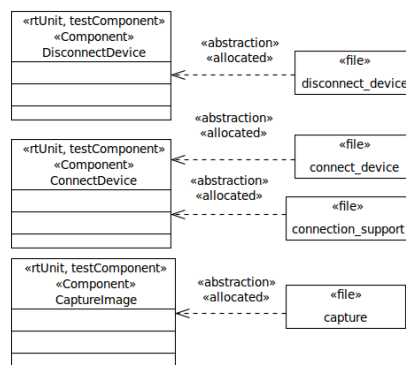 «rtUnit, testComponent»
«Component»
DisconnectDevice
«abstraction»
«allocated»
«file»
disconnect_device
«rtUnit, testComponent»
«Component»
ConnectDevice
«abstraction»
«allocated»
«file»
connect_device
«abstraction»
«allocated»
«file»
connection_support
«rtUnit, testComponent»
«Component»
CaptureImage
«abstraction»
«allocated»
«file»
capture